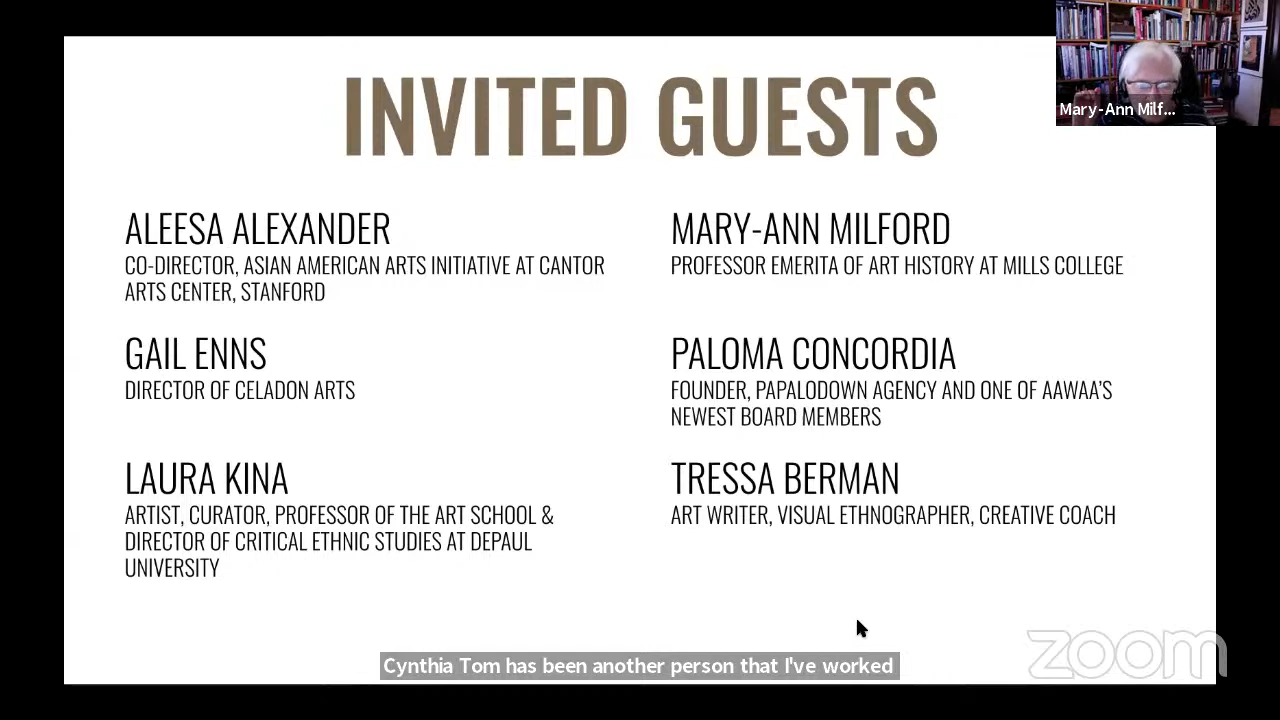 INVITED GUESTS
Mary-Ann Milf...
ALEESA ALEXANDER
CO-DIRECTOR, ASIAN AMERICAN ARTS INITIATIVE AT CANTOR
ARTS CENTER, STANFORD
GAIL ENNS
DIRECTOR OF CELADON ARTS
LAURA KINA
ARTIST, CURATOR, PROFESSOR OF THE ART SCHOOL &
DIRECTOR OF CRITICAL ETHNIC STUDIES AT DEPAUL
UNIVERSITY
MARY-ANN MILFORD
PROFESSOR EMERITA OF ART HISTORY AT MILLS COLLEGE
PALOMA CONCORDIA
FOUNDER, PAPALODOWN AGENCY AND ONE OF AAWAA'S
NEWEST BOARD MEMBERS
TRESSA BERMAN
ART WRITER, VISUAL ETHNOGRAPHER, CREATIVE COACH
zoom
Cynthia Tom has been another person that I've worked